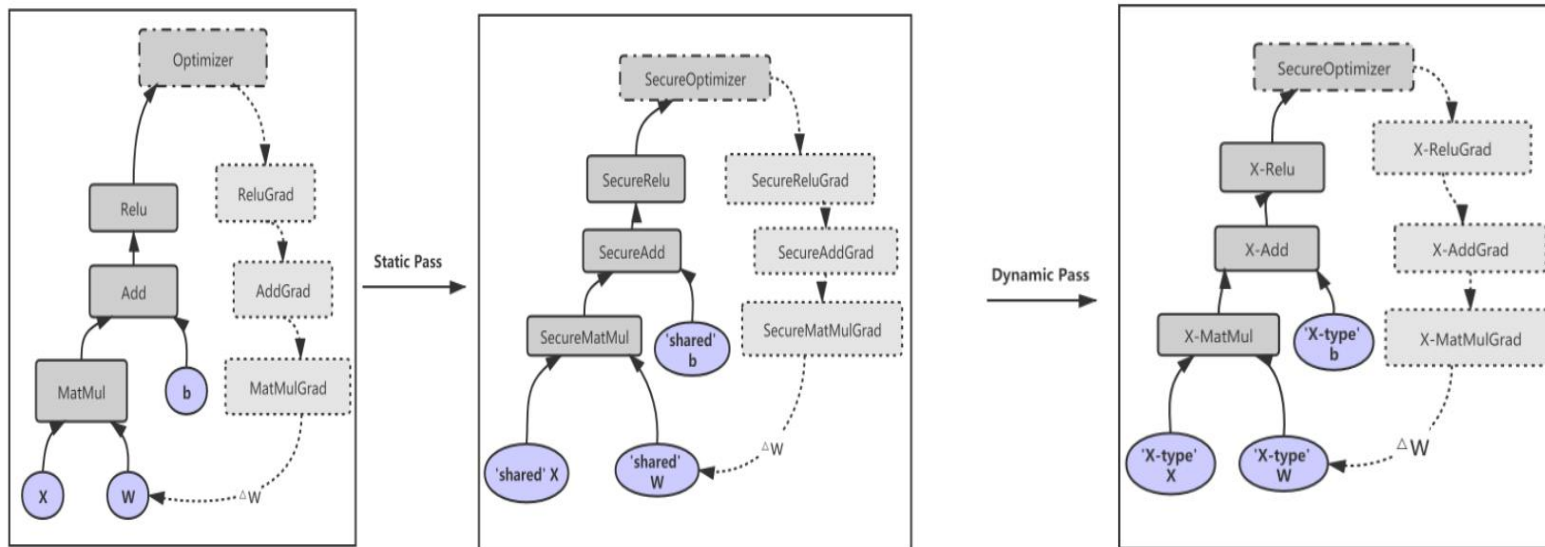 Optimizer
ReluGrad
Relu
AddGrad
Add
MatMulGrad
MatMul
b
X
W
△W
Static Pass
SecureOptimizer
SecureRelu
SecureReluGrad
SecureAdd
SecureAddGrad
SecureMatMul
'shared'
b
SecureMatMulGrad
'shared' X
'shared'
W
△W
Dynamic Pass
SecureOptimizer
X-ReluGrad
X-Relu
X-Add
X-AddGrad
X-MatMul
'X-type'
b
X-MatMulGrad
'X-type'
X
'X-type'
W
△W